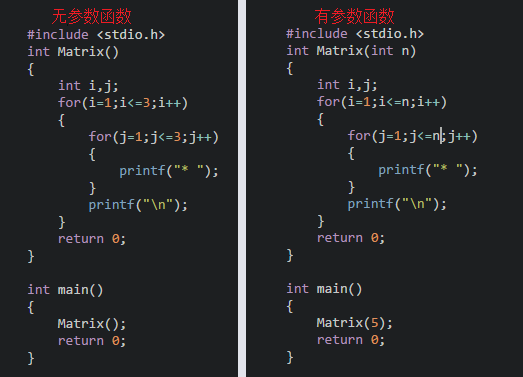 无参数函数
#include <stdio.h>
int Matrix()
{
    int i,j;
    for(i=1;i<=3;i++)
    {
        for(j=1;j<=3;j++)
        {
            printf("* ");
        }
        printf("\n");
    }
    return 0;
}

int main()
{
    Matrix();
    return 0;
}
有参数函数
#include <stdio.h>
int Matrix(int n)
{
    int i,j;
    for(i=1;i<=n;i++)
    {
        for(j=1;j<=n;j++)
        {
            printf("* ");
        }
        printf("\n");
    }
    return 0;
}

int main()
{
    Matrix(5);
    return 0;
}